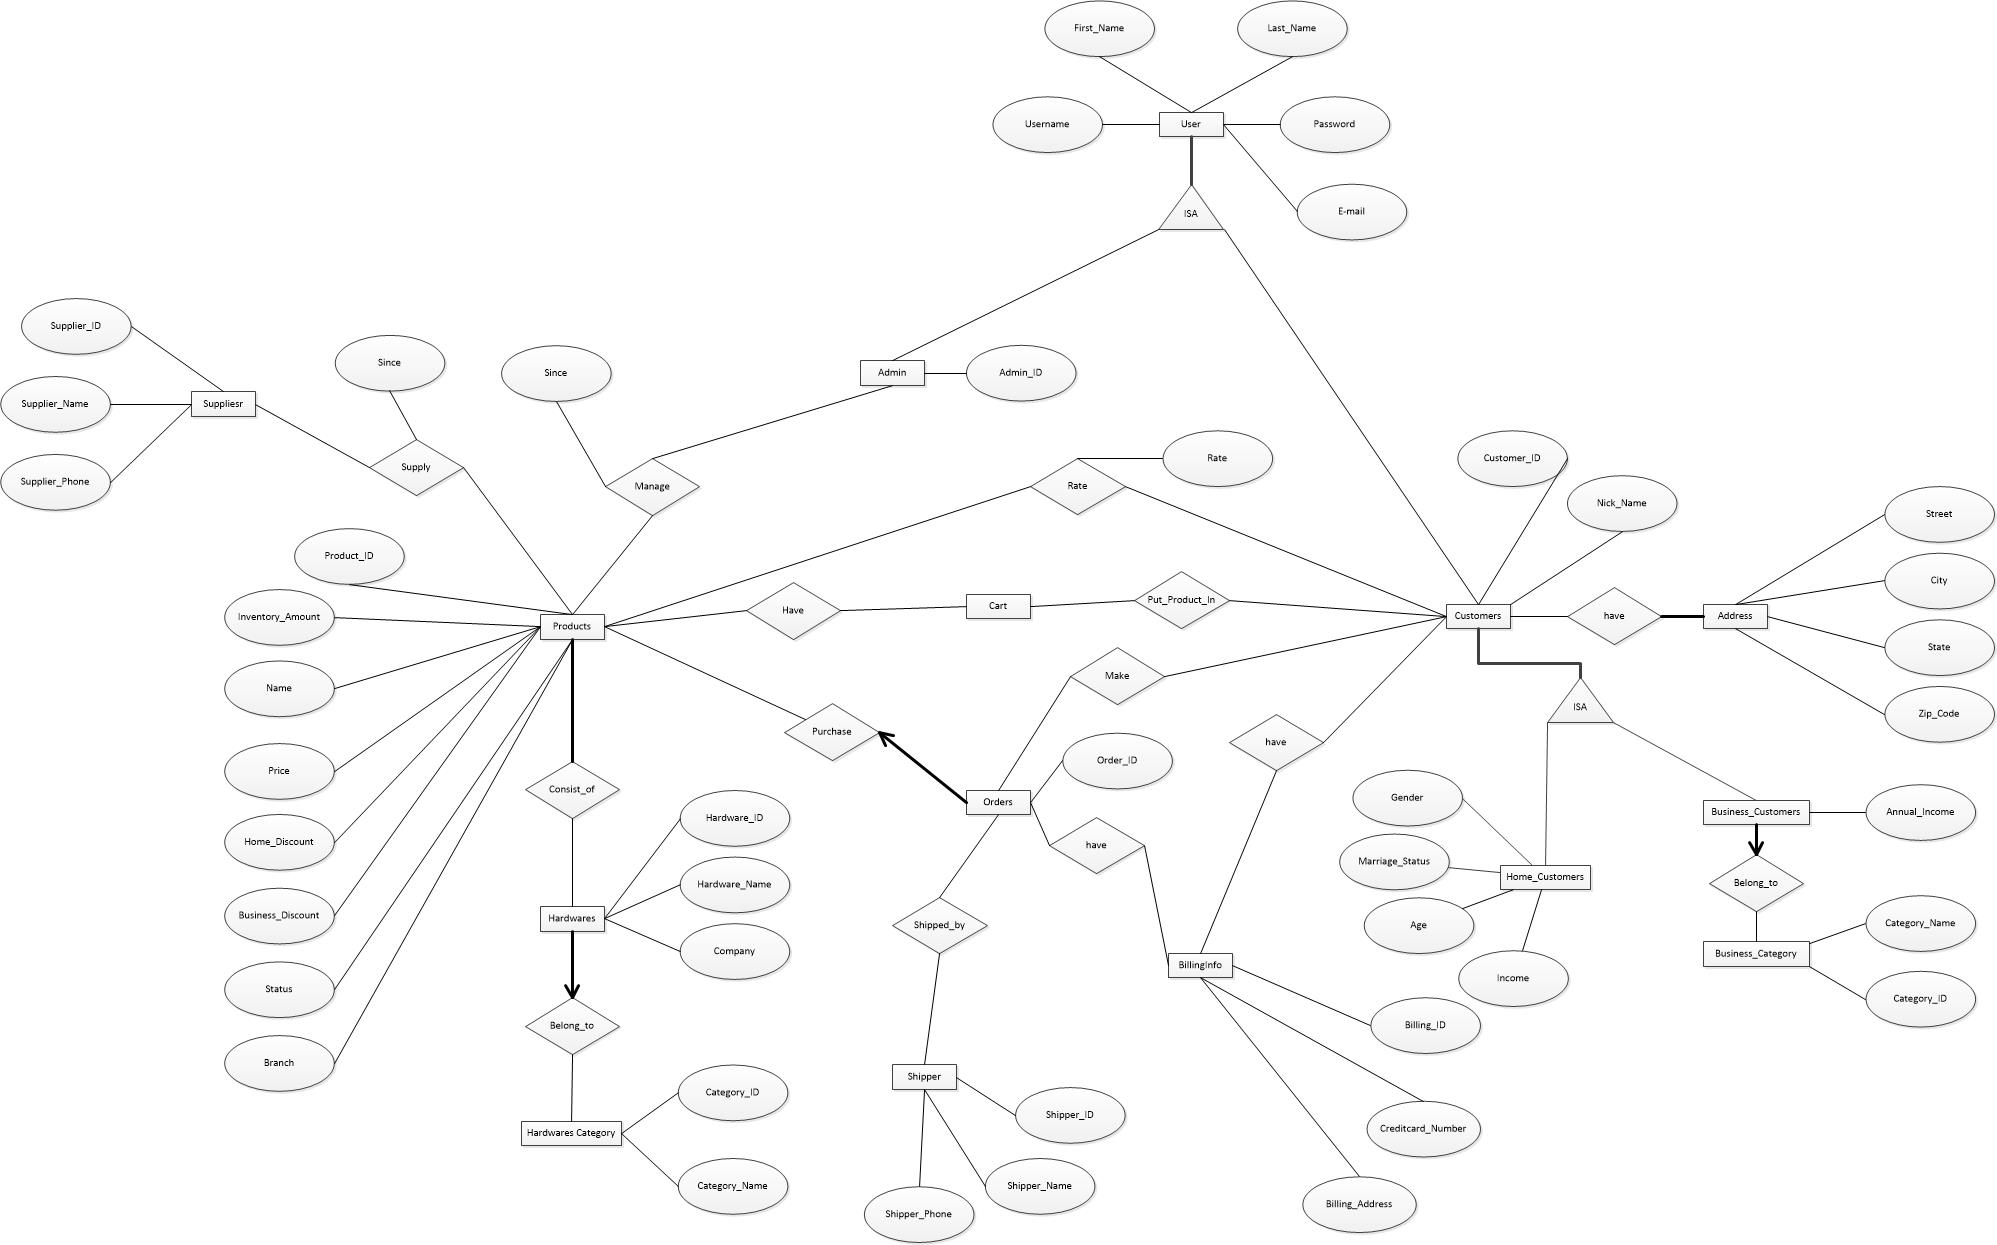 First_Name
Last_Name
Username
User
Password
ISA
E-mail
Supplier_ID
Since
Since
Admin
Admin_ID
Supplier_Name
Suppliesr
Supply
Supplier_Phone
Manage
Rate
Rate
Customer_ID
Nick_Name
Street
Product_ID
City
Inventory_Amount
Products
Have
Cart
Put_Product_In
Customers
have
Address
State
Name
Make
ISA
Zip_Code
Price
Purchase
have
Order_ID
Consist_of
Orders
Gender
Business_Customers
Annual_Income
Hardware_ID
Home_Discount
have
Marriage_Status
Home_Customers
Belong_to
Hardware_Name
Business_Discount
Hardwares
Shipped_by
Age
Category_Name
Company
BillingInfo
Income
Business_Category
Status
Category_ID
Belong_to
Billing_ID
Branch
Shipper
Category_ID
Shipper_ID
Hardwares Category
Creditcard_Number
Category_Name
Shipper_Name
Shipper_Phone
Billing_Address